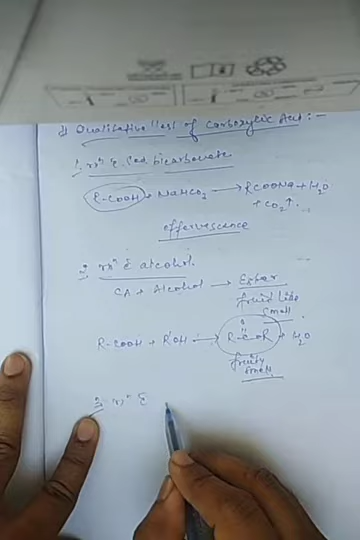 1) Qualitative test of Carboxylic Acid :-
i rxn c̄ Sod bicarbonate
R-COOH + NaHCO3 → RCOONa + H2O
+ CO2↑
effervescence
ii rxn c̄ alcohol.
CA + Alcohol → Ester
fruit like
smell
O
R-COOH + R'OH → R-C-OR + H2O
fruity
smell
iii rxn c̄